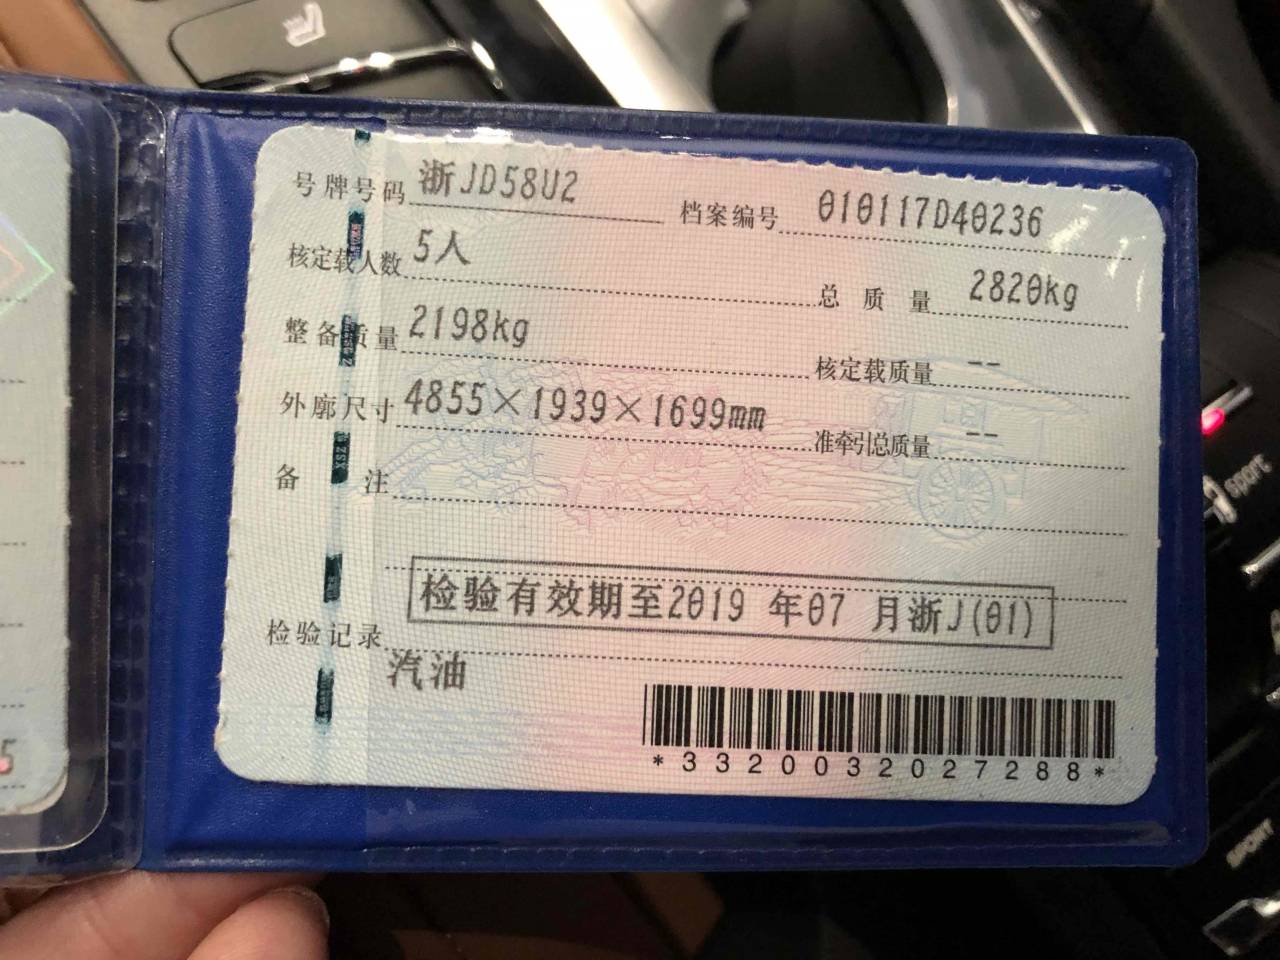 号牌号码 浙JD58U2 档案编号 010117D40236
核定载人数 5人 总质量 2820kg
整备质量 2198kg 核定载质量 --
外廓尺寸 4855×1939×1699mm 准牵引总质量 --
备注
检验有效期至2019 年07 月浙J(01)
检验记录
汽油
*3320032027288*
sport
SPORT
5